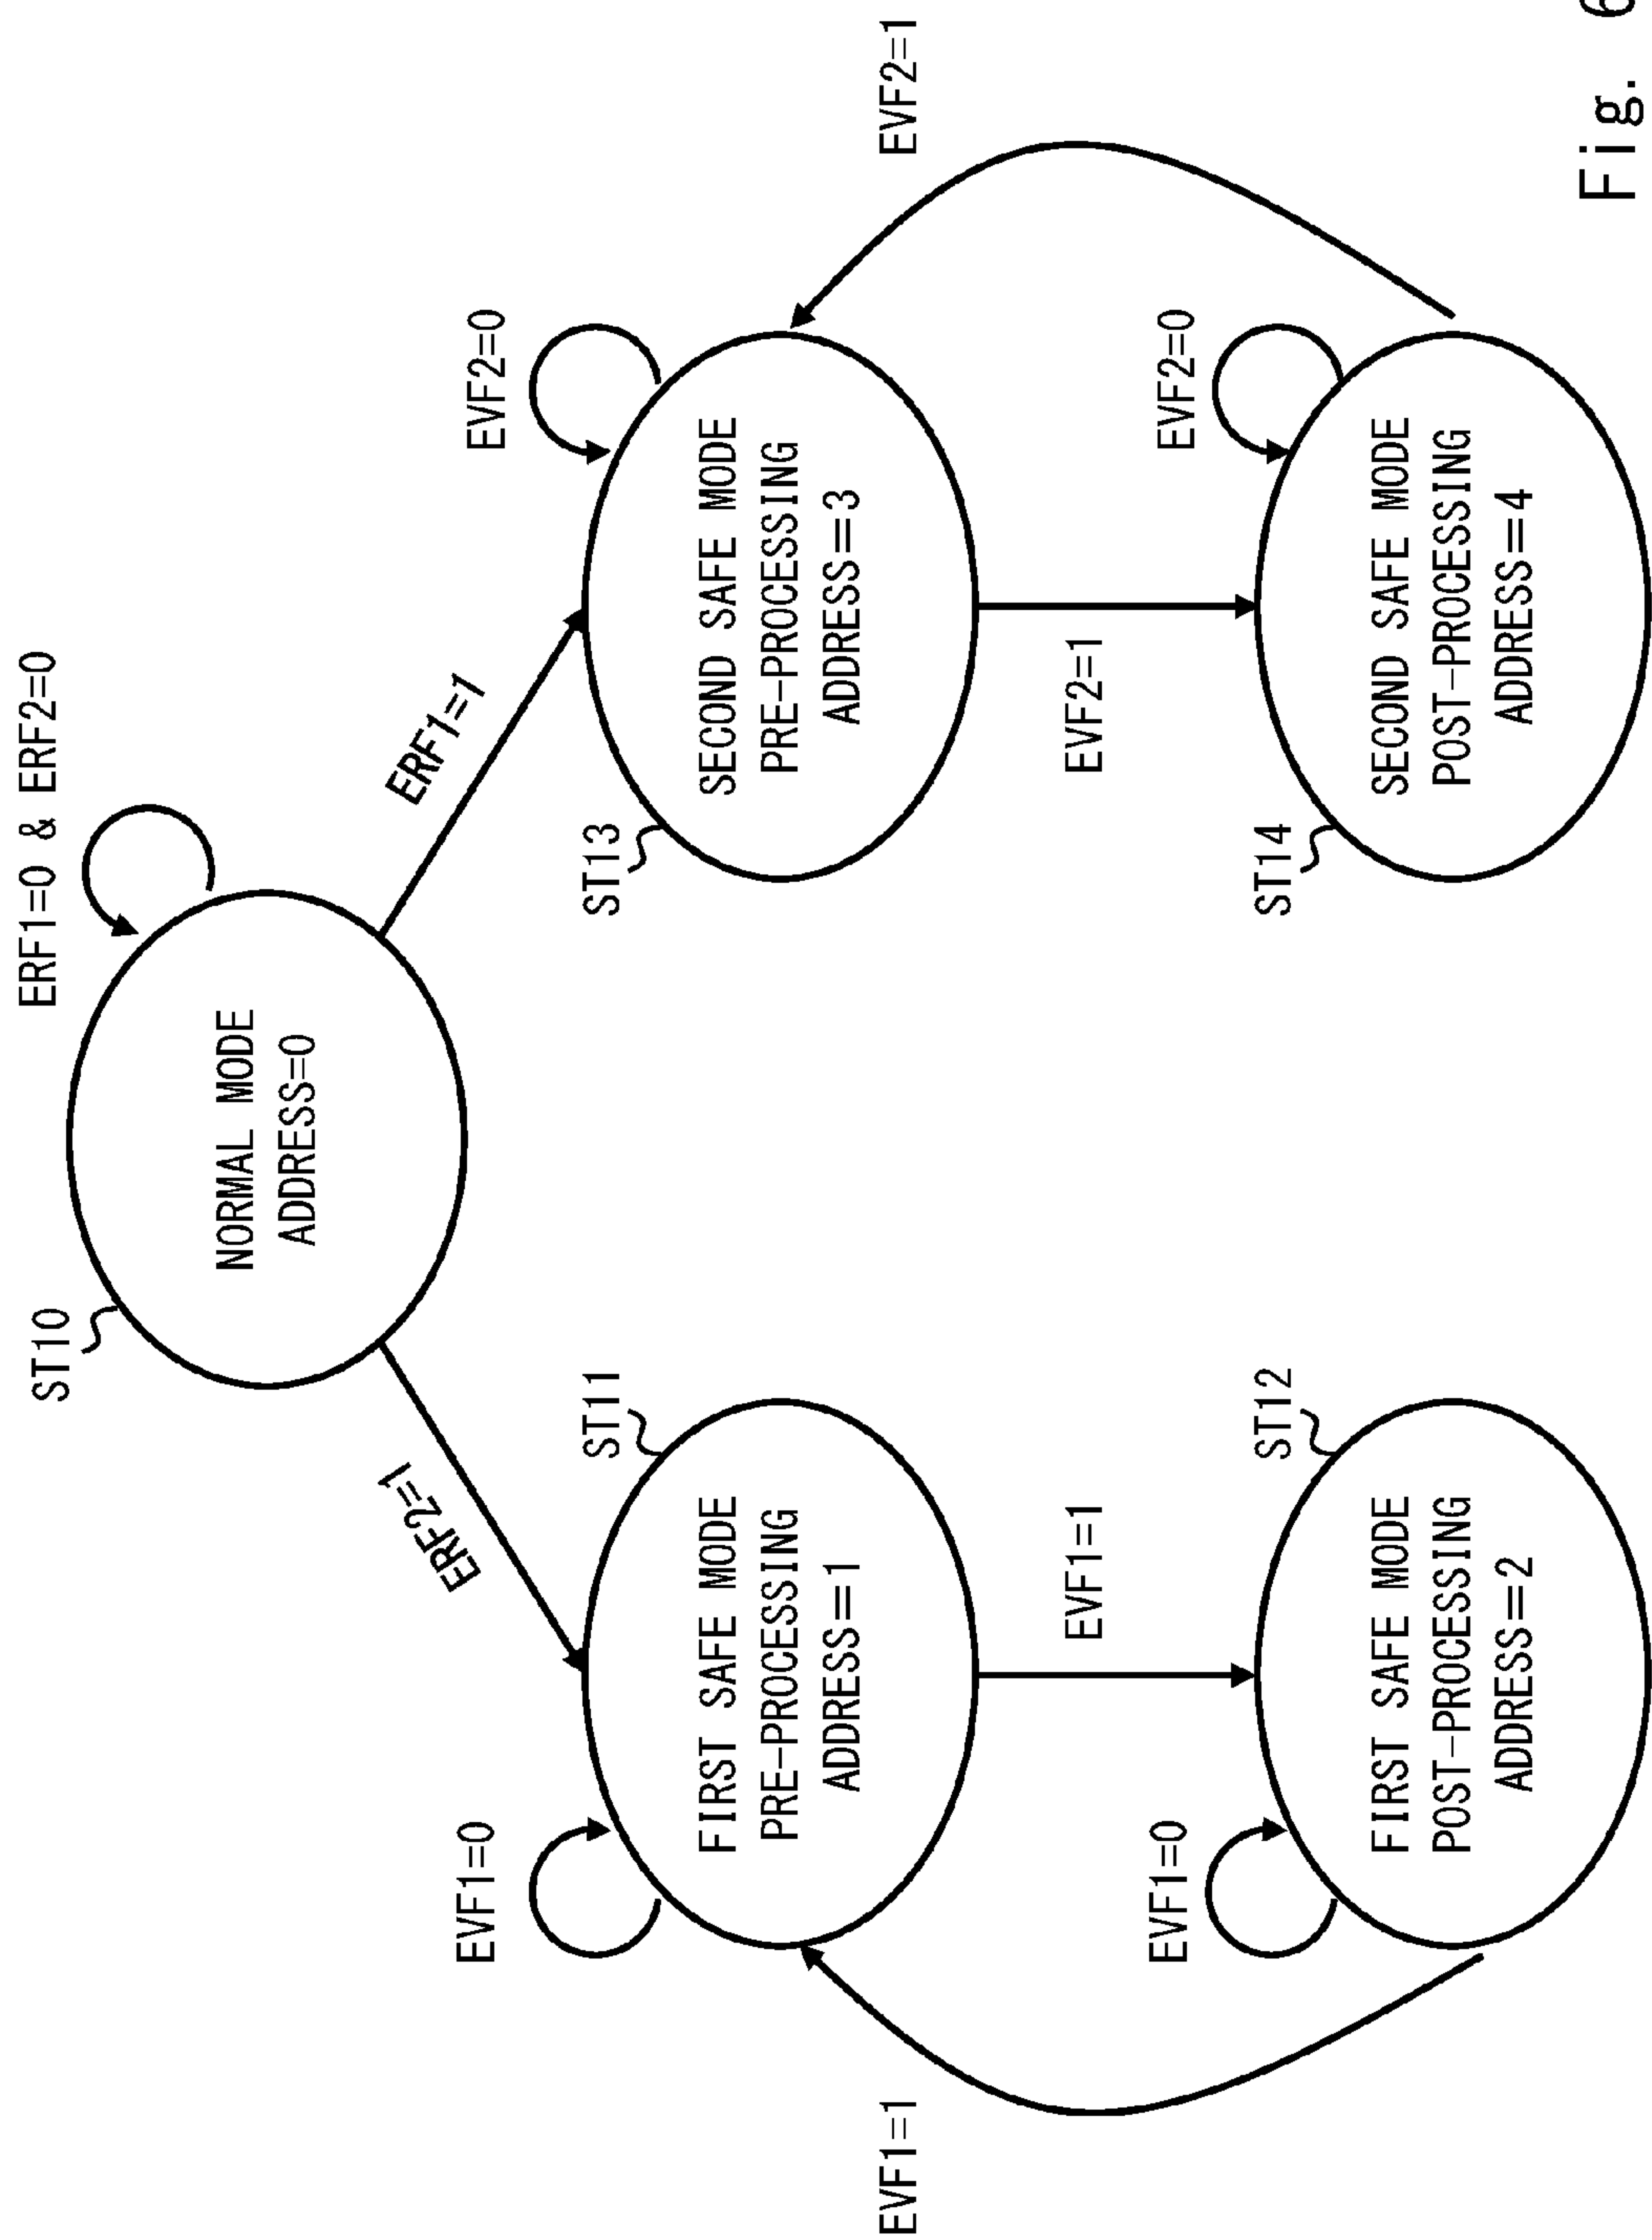 ERF1=0 & ERF2=0
ST10
NORMAL MODE
ADDRESS=0
ERF2=1
ERF1=1
EVF1=0
ST11
FIRST SAFE MODE
PRE-PROCESSING
ADDRESS=1
EVF2=0
ST13
SECOND SAFE MODE
PRE-PROCESSING
ADDRESS=3
EVF1=1
EVF1=1
EVF2=1
EVF2=1
EVF1=0
ST12
FIRST SAFE MODE
POST-PROCESSING
ADDRESS=2
EVF2=0
ST14
SECOND SAFE MODE
POST-PROCESSING
ADDRESS=4
Fig. 6